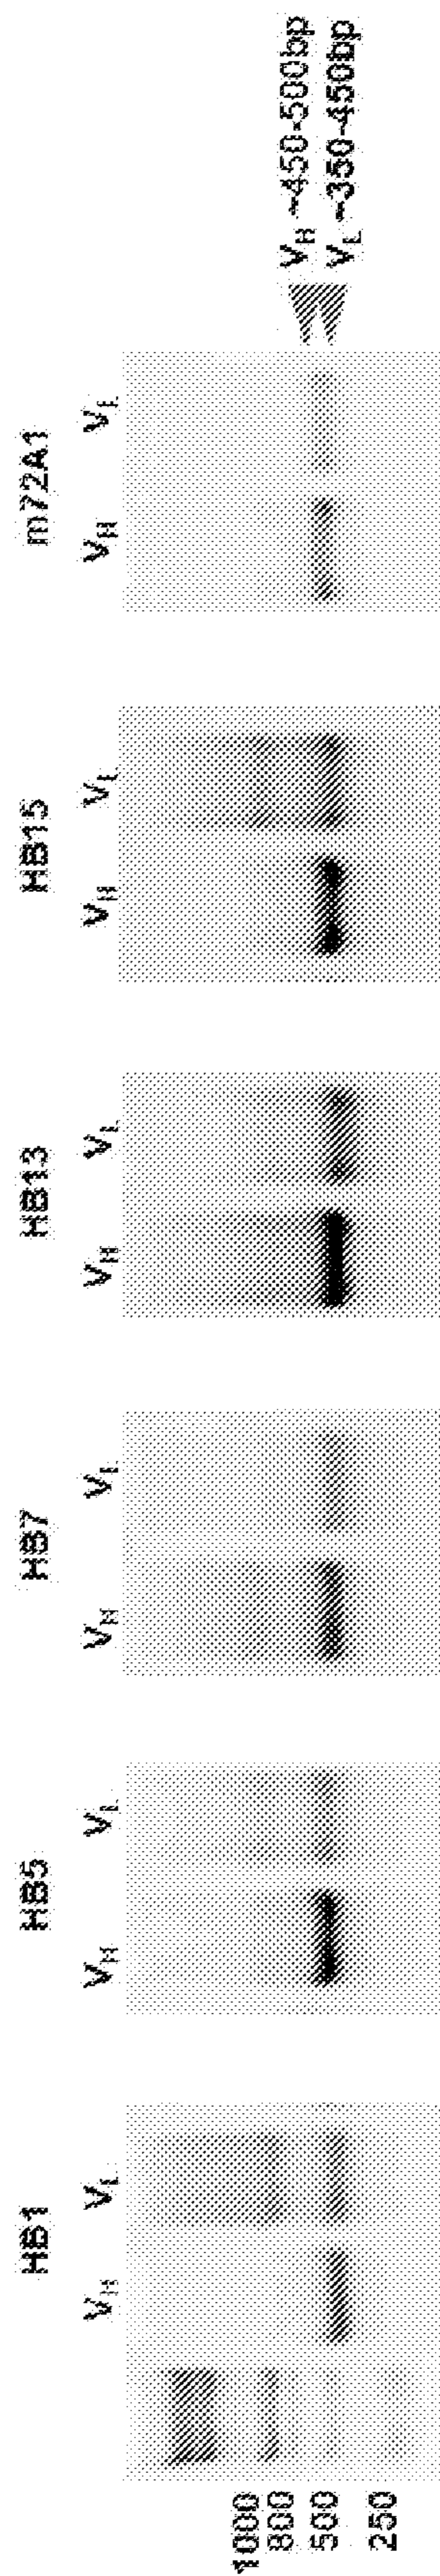 HB1 HB5 HB7 HB13 HB15 m72A1
VH VL VH VL VH VL VH VL VH VL VH VL
1000
800
500
250
VH ~450-500bp
VL ~350-450bp